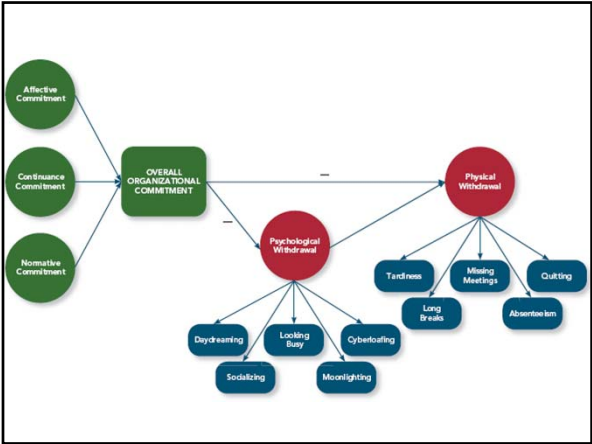 Affective
Commitment
Continuance
Commitment
Normative
Commitment
OVERALL
ORGANIZATIONAL
COMMITMENT
–
–
Psychological
Withdrawal
Physical
Withdrawal
Daydreaming
Looking
Busy
Cyberloafing
Socializing
Moonlighting
Tardiness
Missing
Meetings
Quitting
Long
Breaks
Absenteeism